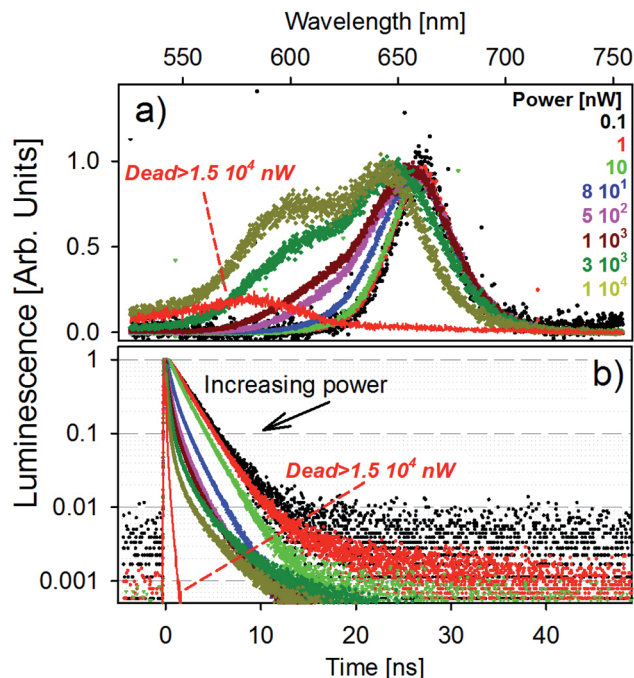 Wavelength [nm]
550 600 650 700 750
a)
Power [nW]
0.1
1
10
8 10¹
5 10²
1 10³
3 10³
1 10⁴
Dead>1.5 10⁴ nW
1.0
0.5
0.0
Luminescence [Arb. Units]
b)
Increasing power
Dead>1.5 10⁴ nW
1
0.1
0.01
0.001
0 10 20 30 40
Time [ns]